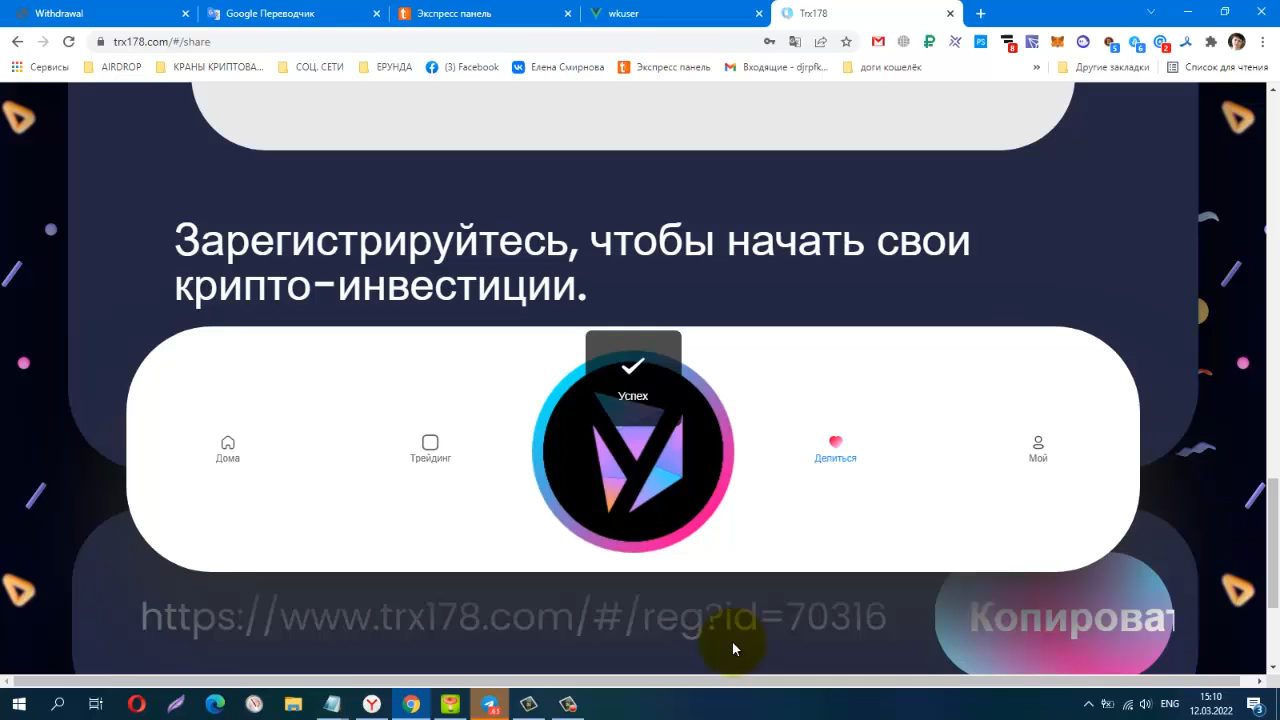 Withdrawal
Google Переводчик
Экспресс панель
wkuser
Trx178
trx178.com/#/share
Сервисы
AIRDROP
КРАНЫ КРИПТОВА...
СОЦ. СЕТИ
ЕРУНДА
(3) Facebook
Елена Смирнова
Экспресс панель
Входящие – djrpfk...
доги кошелёк
»
Другие закладки
Список для чтения
Зарегистрируйтесь, чтобы начать свои
крипто-инвестиции.
Успех
Дома
Трейдинг
Делиться
Мой
https://www.trx178.com/#/reg?id=70316
Копироват
ENG
15:10
12.03.2022